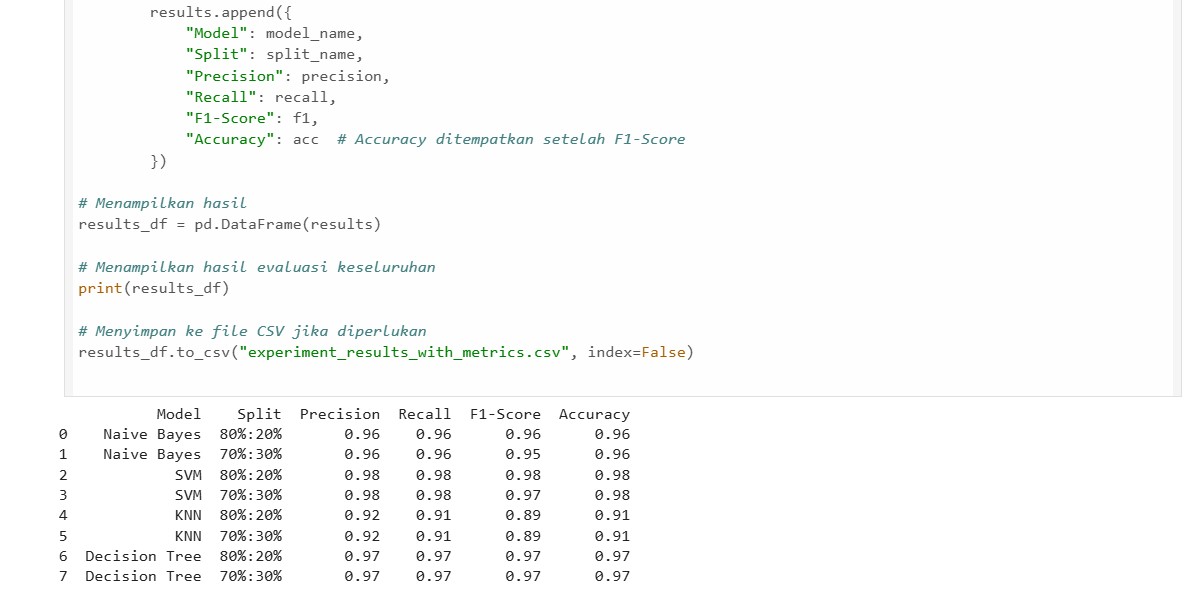 results.append({
"Model": model_name,
"Split": split_name,
"Precision": precision,
"Recall": recall,
"F1-Score": f1,
"Accuracy": acc  # Accuracy ditempatkan setelah F1-Score
})
# Menampilkan hasil
results_df = pd.DataFrame(results)
# Menampilkan hasil evaluasi keseluruhan
print(results_df)
# Menyimpan ke file CSV jika diperlukan
results_df.to_csv("experiment_results_with_metrics.csv", index=False)
Model Split Precision Recall F1-Score Accuracy
0 Naive Bayes 80%:20% 0.96 0.96 0.96 0.96
1 Naive Bayes 70%:30% 0.96 0.96 0.95 0.96
2 SVM 80%:20% 0.98 0.98 0.98 0.98
3 SVM 70%:30% 0.98 0.98 0.97 0.98
4 KNN 80%:20% 0.92 0.91 0.89 0.91
5 KNN 70%:30% 0.92 0.91 0.89 0.91
6 Decision Tree 80%:20% 0.97 0.97 0.97 0.97
7 Decision Tree 70%:30% 0.97 0.97 0.97 0.97